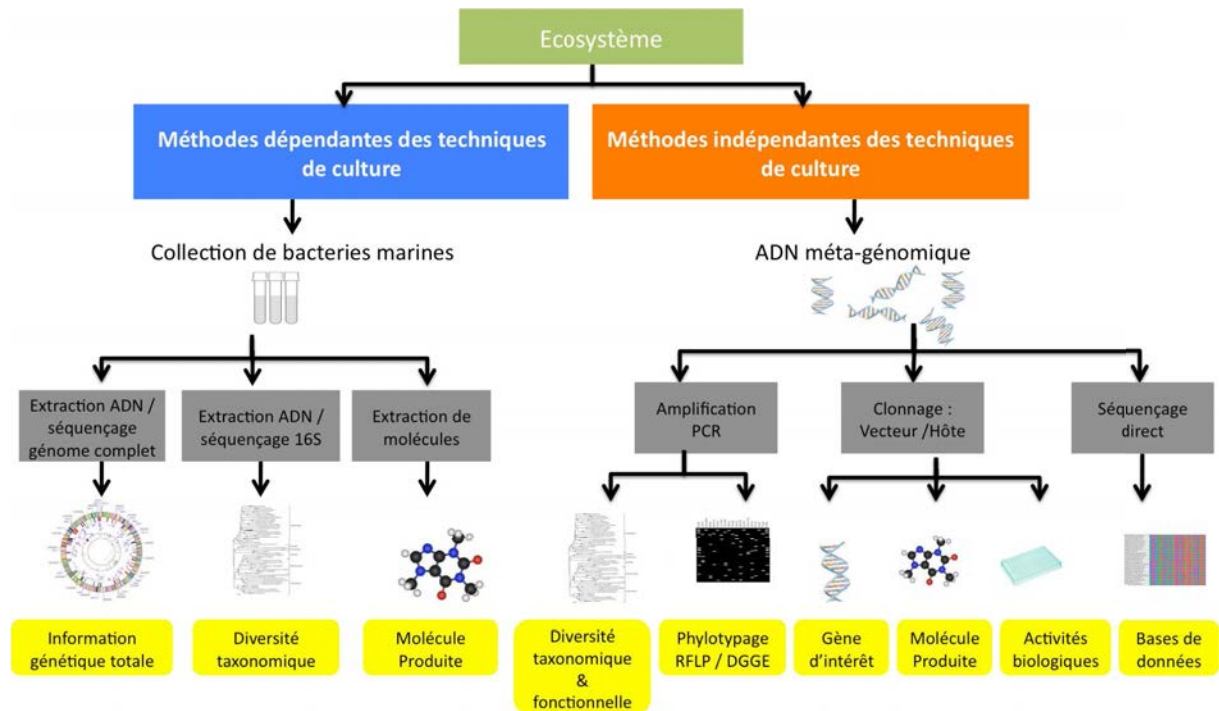 Ecosystème
Méthodes dépendantes des techniques
de culture
Méthodes indépendantes des techniques
de culture
Collection de bacteries marines
ADN méta-génomique
Extraction ADN /
séquençage
génome complet
Extraction ADN /
séquençage 16S
Extraction de
molécules
Amplification
PCR
Clonnage :
Vecteur /Hôte
Séquençage
direct
Information
génétique totale
Diversité
taxonomique
Molécule
Produite
Diversité
taxonomique
&
fonctionnelle
Phylotypage
RFLP / DGGE
Gène
d'intérêt
Molécule
Produite
Activités
biologiques
Bases de
données